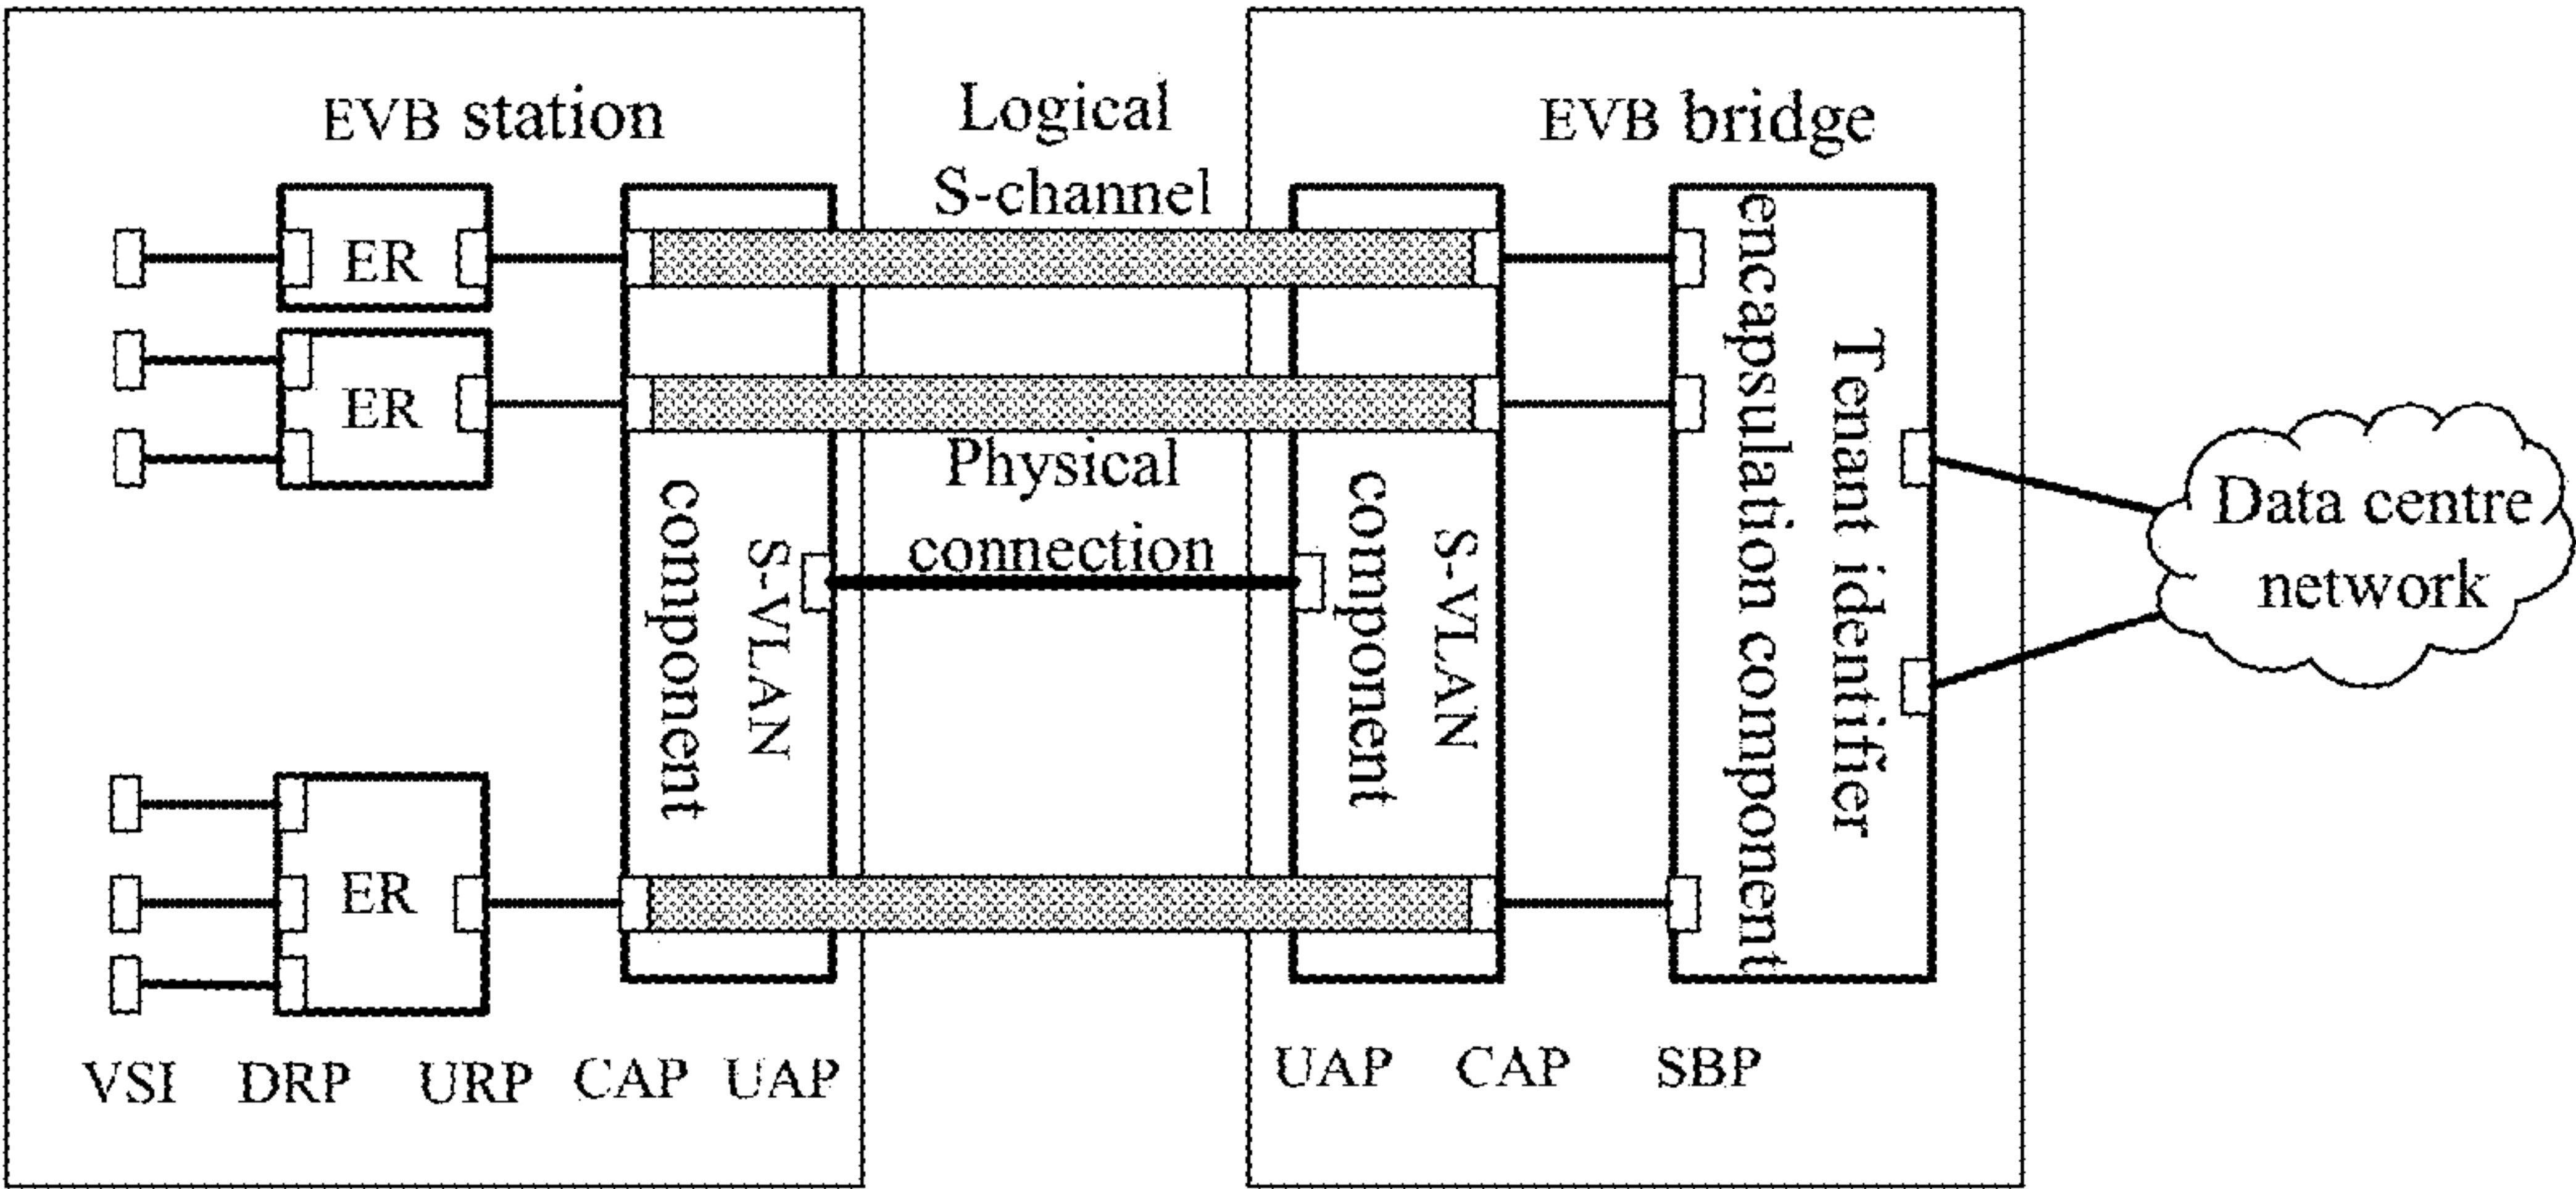 EVB station
Logical
S-channel
EVB bridge
ER
ER
ER
S-VLAN
component
Physical
connection
S-VLAN
component
Tenant identifier
encapsulation component
Data centre
network
VSI
DRP
URP
CAP
UAP
UAP
CAP
SBP